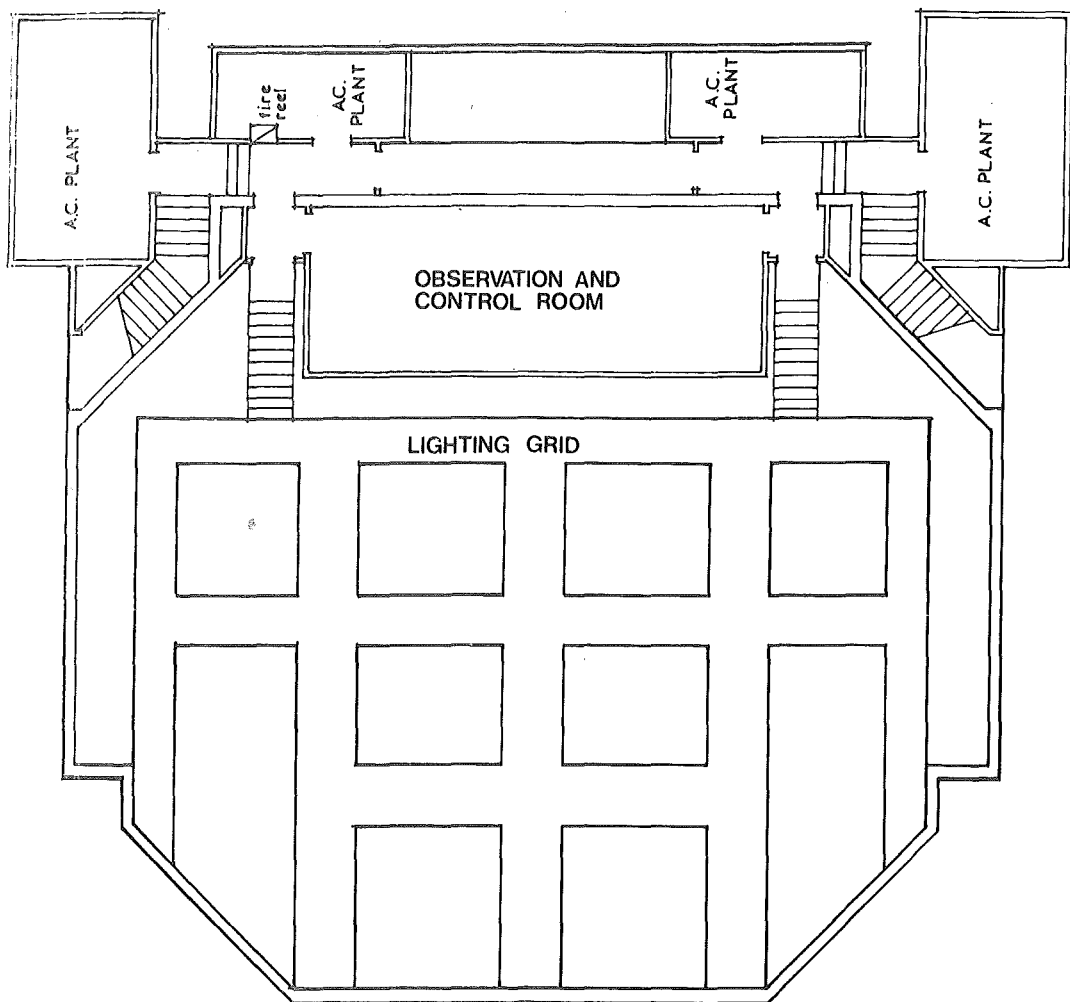 A.C. PLANT
fire
reel
A.C.
PLANT
A.C.
PLANT
A.C. PLANT
OBSERVATION AND
CONTROL ROOM
LIGHTING GRID